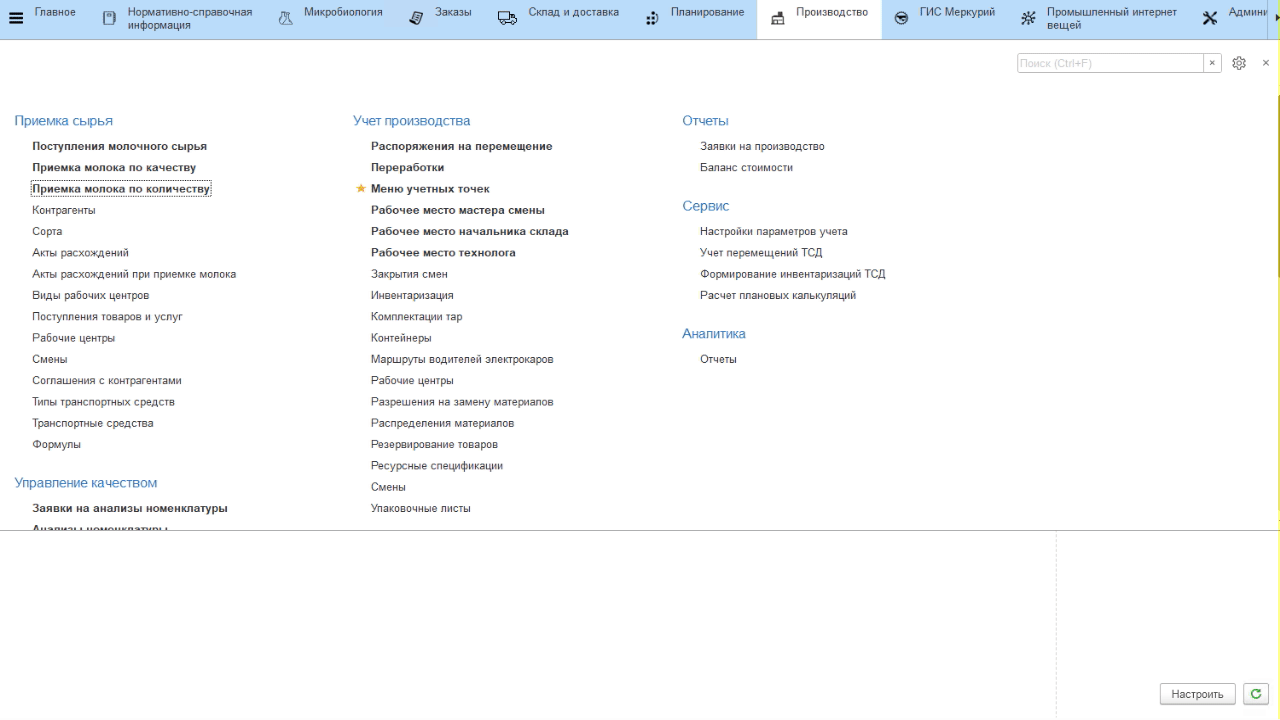 Главное
Нормативно-справочная
информация
Микробиология
Заказы
Склад и доставка
Планирование
Производство
ГИС Меркурий
Промышленный интернет
вещей
Админи
Поиск (Ctrl+F)
Приемка сырья
Поступления молочного сырья
Приемка молока по качеству
Приемка молока по количеству
Контрагенты
Сорта
Акты расхождений
Акты расхождений при приемке молока
Виды рабочих центров
Поступления товаров и услуг
Рабочие центры
Смены
Соглашения с контрагентами
Типы транспортных средств
Транспортные средства
Формулы
Управление качеством
Заявки на анализы номенклатуры
Анализы номенклатуры
Учет производства
Распоряжения на перемещение
Переработки
Меню учетных точек
Рабочее место мастера смены
Рабочее место начальника склада
Рабочее место технолога
Закрытия смен
Инвентаризация
Комплектации тар
Контейнеры
Маршруты водителей электрокаров
Рабочие центры
Разрешения на замену материалов
Распределения материалов
Резервирование товаров
Ресурсные спецификации
Смены
Упаковочные листы
Отчеты
Заявки на производство
Баланс стоимости
Сервис
Настройки параметров учета
Учет перемещений ТСД
Формирование инвентаризаций ТСД
Расчет плановых калькуляций
Аналитика
Отчеты
Настроить